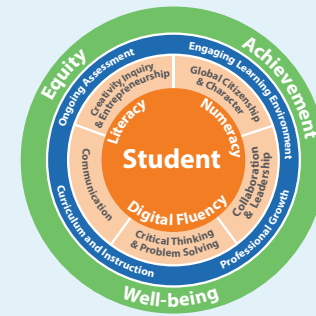 Equity
Achievement
Well-being
Ongoing Assessment
Engaging Learning Environment
Professional Growth
Curriculum and Instruction
Creativity Inquiry
& Entrepreneurship
Global Citizenship
& Character
Collaboration
& Leadership
Critical Thinking
& Problem Solving
Communication
Literacy
Numeracy
Digital Fluency
Student